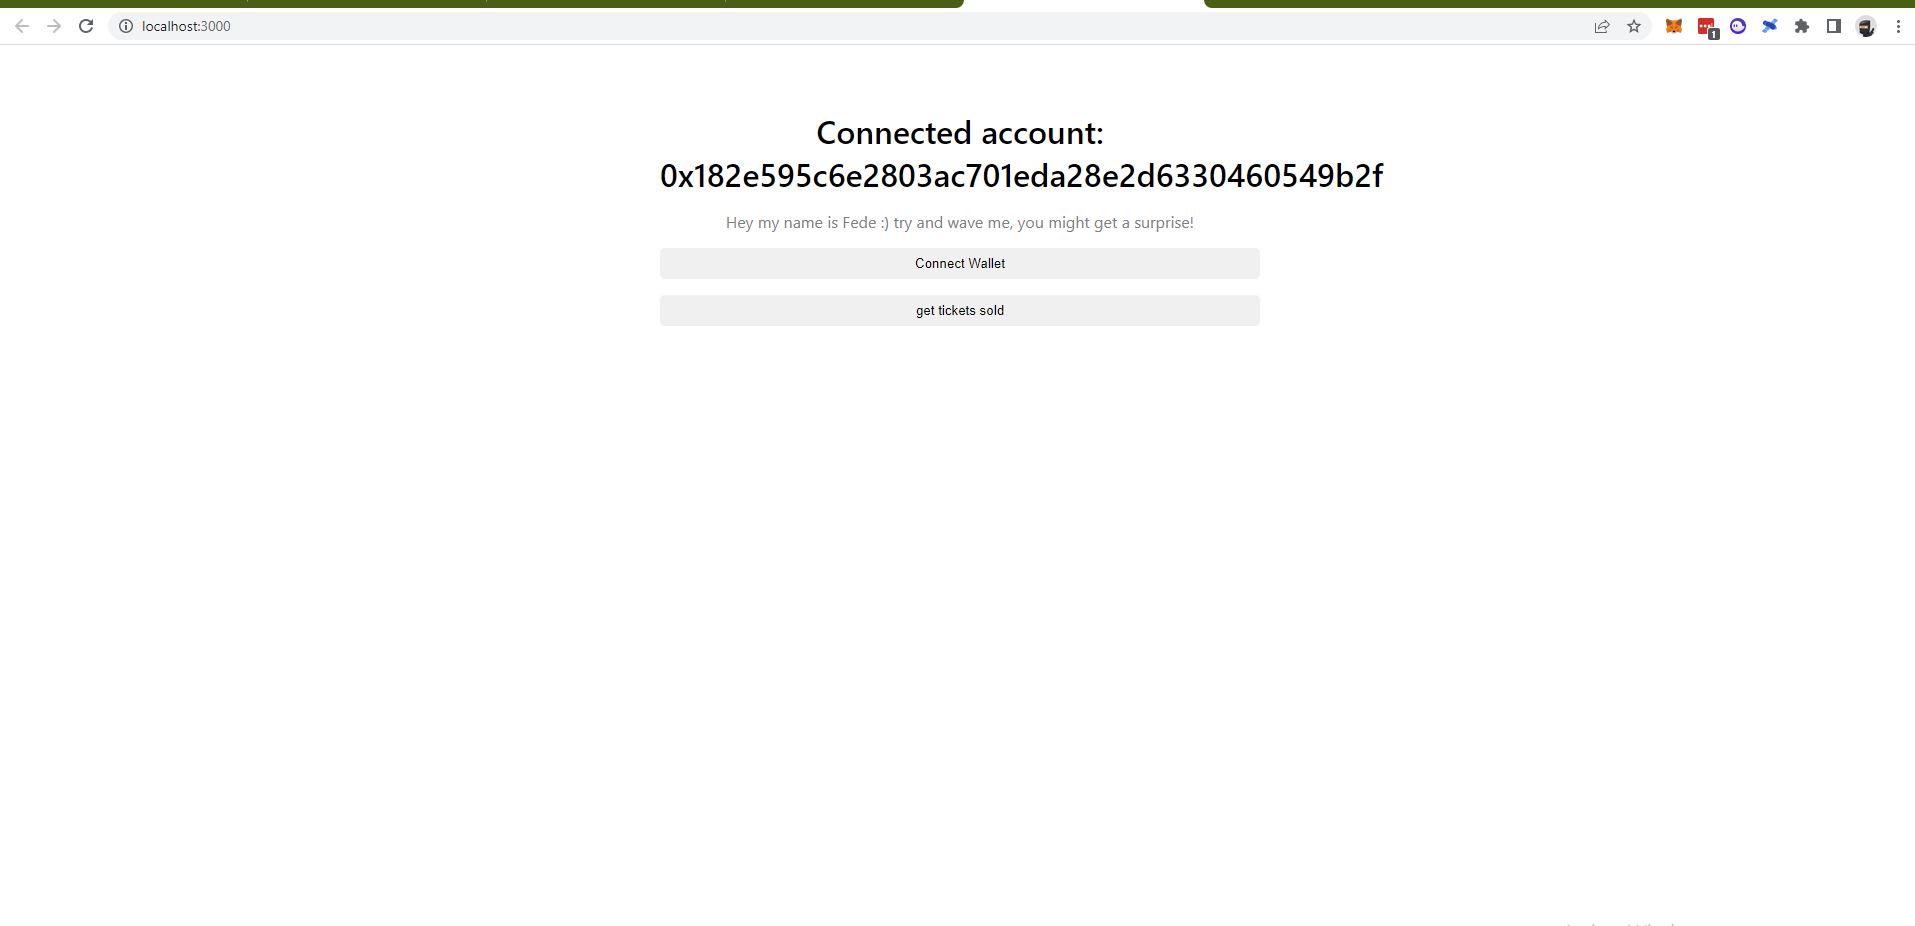 localhost:3000
1
Connected account:
0x182e595c6e2803ac701eda28e2d6330460549b2f
Hey my name is Fede :) try and wave me, you might get a surprise!
Connect Wallet
get tickets sold